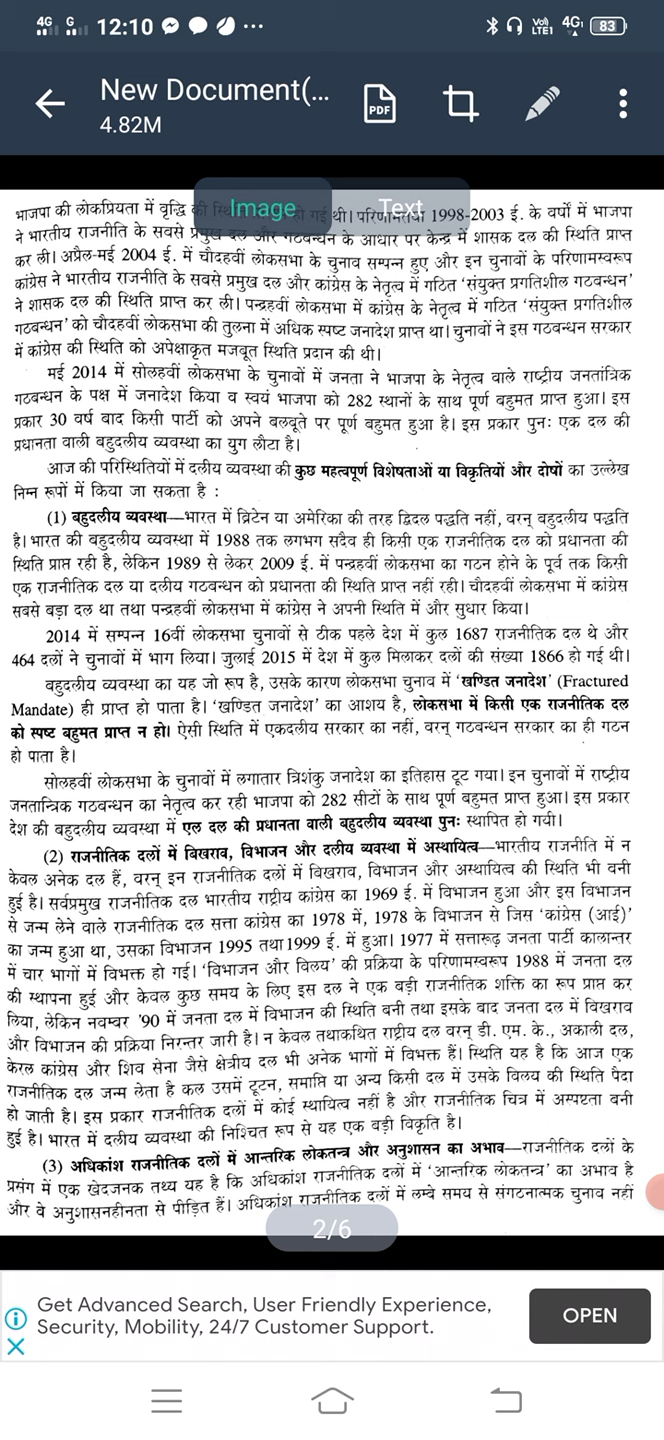 4G G 12:10 ... Vo) LTE1 4G 83
New Document(...
4.82M
PDF
Image Text
भाजपा की लोकप्रियता में वृद्धि की गई थी। परिणामतया 1998-2003 ई. के वर्षों में भाजपा
ने भारतीय राजनीति के सबसे प्रमुख दल और गठबन्धन के आधार पर केन्द्र में शासक दल की स्थिति प्राप्त
कर ली। अप्रैल-मई 2004 ई. में चौदहवीं लोकसभा के चुनाव सम्पन्न हुए और इन चुनावों के परिणामस्वरूप
कांग्रेस ने भारतीय राजनीति के सबसे प्रमुख दल और कांग्रेस के नेतृत्व में गठित ‘संयुक्त प्रगतिशील गठबन्धन’
ने शासक दल की स्थिति प्राप्त कर ली। पन्द्रहवीं लोकसभा में कांग्रेस के नेतृत्व में गठित ‘संयुक्त प्रगतिशील
गठबन्धन’ को चौदहवीं लोकसभा की तुलना में अधिक स्पष्ट जनादेश प्राप्त था। चुनावों ने इस गठबन्धन सरकार
में कांग्रेस की स्थिति को अपेक्षाकृत मजबूत स्थिति प्रदान की थी।
मई 2014 में सोलहवीं लोकसभा के चुनावों में जनता ने भाजपा के नेतृत्व वाले राष्ट्रीय जनतांत्रिक
गठबन्धन के पक्ष में जनादेश किया व स्वयं भाजपा को 282 स्थानों के साथ पूर्ण बहुमत प्राप्त हुआ। इस
प्रकार 30 वर्ष बाद किसी पार्टी को अपने बलबूते पर पूर्ण बहुमत हुआ है। इस प्रकार पुनः एक दल की
प्रधानता वाली बहुदलीय व्यवस्था का युग लौटा है।
आज की परिस्थितियों में दलीय व्यवस्था की कुछ महत्वपूर्ण विशेषताओं या विकृतियों और दोषों का उल्लेख
निम्न रूपों में किया जा सकता है :
(1) बहुदलीय व्यवस्था—भारत में ब्रिटेन या अमेरिका की तरह द्विदल पद्धति नहीं, वरन् बहुदलीय पद्धति
है। भारत की बहुदलीय व्यवस्था में 1988 तक लगभग सदैव ही किसी एक राजनीतिक दल को प्रधानता की
स्थिति प्राप्त रही है, लेकिन 1989 से लेकर 2009 ई. में पन्द्रहवीं लोकसभा का गठन होने के पूर्व तक किसी
एक राजनीतिक दल या दलीय गठबन्धन को प्रधानता की स्थिति प्राप्त नहीं रही। चौदहवीं लोकसभा में कांग्रेस
सबसे बड़ा दल था तथा पन्द्रहवीं लोकसभा में कांग्रेस ने अपनी स्थिति में और सुधार किया।
2014 में सम्पन्न 16वीं लोकसभा चुनावों से ठीक पहले देश में कुल 1687 राजनीतिक दल थे और
464 दलों ने चुनावों में भाग लिया। जुलाई 2015 में देश में कुल मिलाकर दलों की संख्या 1866 हो गई थी।
बहुदलीय व्यवस्था का यह जो रूप है, उसके कारण लोकसभा चुनाव में ‘खण्डित जनादेश’ (Fractured
Mandate) ही प्राप्त हो पाता है। ‘खण्डित जनादेश’ का आशय है, लोकसभा में किसी एक राजनीतिक दल
को स्पष्ट बहुमत प्राप्त न हो। ऐसी स्थिति में एकदलीय सरकार का नहीं, वरन् गठबन्धन सरकार का ही गठन
हो पाता है।
सोलहवीं लोकसभा के चुनावों में लगातार त्रिशंकु जनादेश का इतिहास टूट गया। इन चुनावों में राष्ट्रीय
जनतान्त्रिक गठबन्धन का नेतृत्व कर रही भाजपा को 282 सीटों के साथ पूर्ण बहुमत प्राप्त हुआ। इस प्रकार
देश की बहुदलीय व्यवस्था में एल दल की प्रधानता वाली बहुदलीय व्यवस्था पुनः स्थापित हो गयी।
(2) राजनीतिक दलों में बिखराव, विभाजन और दलीय व्यवस्था में अस्थायित्व—भारतीय राजनीति में न
केवल अनेक दल हैं, वरन् इन राजनीतिक दलों में बिखराव, विभाजन और अस्थायित्व की स्थिति भी बनी
हुई है। सर्वप्रमुख राजनीतिक दल भारतीय राष्ट्रीय कांग्रेस का 1969 ई. में विभाजन हुआ और इस विभाजन
से जन्म लेने वाले राजनीतिक दल सत्ता कांग्रेस का 1978 में, 1978 के विभाजन से जिस ‘कांग्रेस (आई)’
का जन्म हुआ था, उसका विभाजन 1995 तथा 1999 ई. में हुआ। 1977 में सत्तारूढ़ जनता पार्टी कालान्तर
में चार भागों में विभक्त हो गई। ‘विभाजन और विलय’ की प्रक्रिया के परिणामस्वरूप 1988 में जनता दल
की स्थापना हुई और केवल कुछ समय के लिए इस दल ने एक बड़ी राजनीतिक शक्ति का रूप प्राप्त कर
लिया, लेकिन नवम्बर ’90 में जनता दल में विभाजन की स्थिति बनी तथा इसके बाद जनता दल में बिखराव
और विभाजन की प्रक्रिया निरन्तर जारी है। न केवल तथाकथित राष्ट्रीय दल वरन् डी. एम. के., अकाली दल,
केरल कांग्रेस और शिव सेना जैसे क्षेत्रीय दल भी अनेक भागों में विभक्त हैं। स्थिति यह है कि आज एक
राजनीतिक दल जन्म लेता है कल उसमें टूटन, समाप्ति या अन्य किसी दल में उसके विलय की स्थिति पैदा
हो जाती है। इस प्रकार राजनीतिक दलों में कोई स्थायित्व नहीं है और राजनीतिक चित्र में अस्पष्टता बनी
हुई है। भारत में दलीय व्यवस्था की निश्चित रूप से यह एक बड़ी विकृति है।
(3) अधिकांश राजनीतिक दलों में आन्तरिक लोकतन्त्र और अनुशासन का अभाव—राजनीतिक दलों के
प्रसंग में एक खेदजनक तथ्य यह है कि अधिकांश राजनीतिक दलों में ‘आन्तरिक लोकतन्त्र’ का अभाव है
और वे अनुशासनहीनता से पीड़ित हैं। अधिकांश राजनीतिक दलों में लम्बे समय से संगठनात्मक चुनाव नहीं
2/6
Get Advanced Search, User Friendly Experience,
Security, Mobility, 24/7 Customer Support.
OPEN